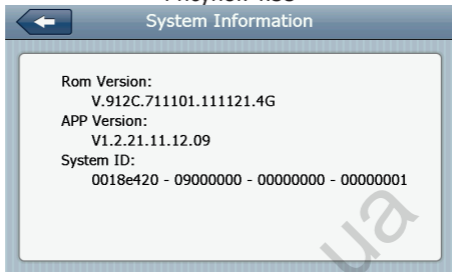 System Information
Rom Version:
V.912C.711101.111121.4G
APP Version:
V1.2.21.11.12.09
System ID:
0018e420 - 09000000 - 00000000 - 00000001
ua